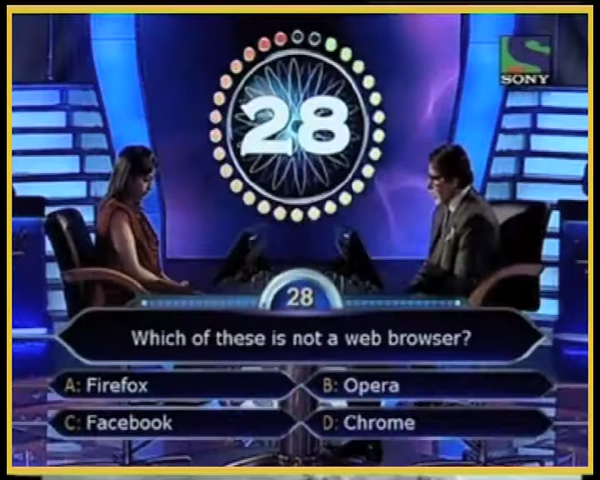 SONY
28
28
Which of these is not a web browser?
A: Firefox
B: Opera
C: Facebook
D: Chrome